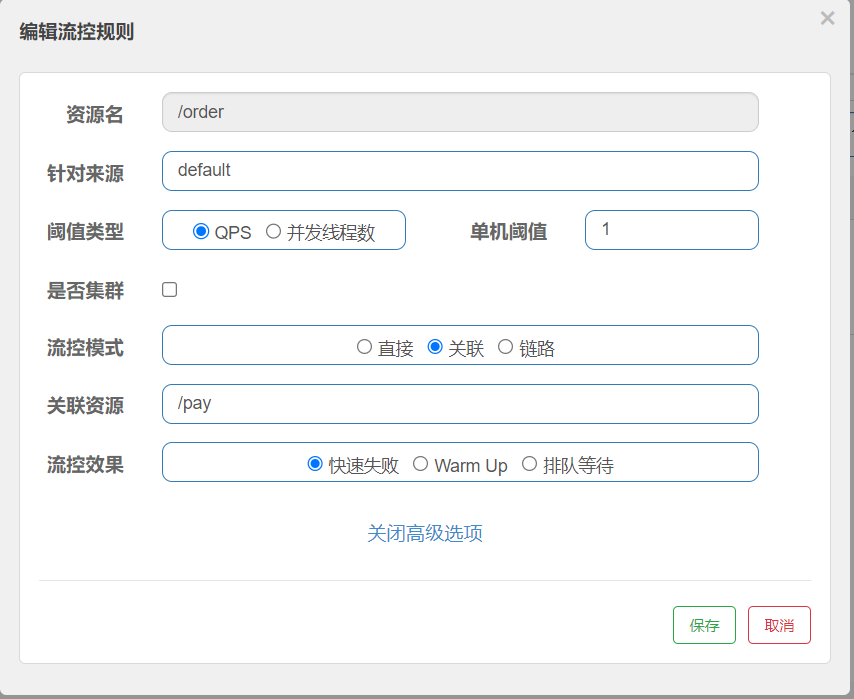 编辑流控规则
×
资源名 /order
针对来源 default
阈值类型 QPS 并发线程数 单机阈值 1
是否集群
流控模式 直接 关联 链路
关联资源 /pay
流控效果 快速失败 Warm Up 排队等待
关闭高级选项
保存 取消